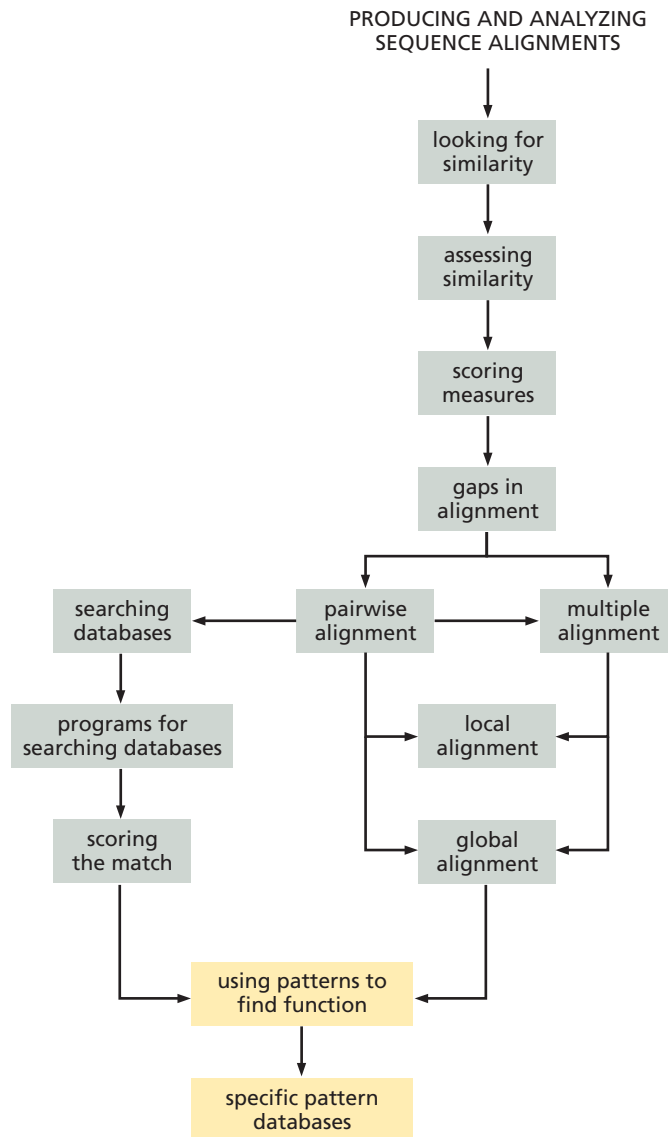 PRODUCING AND ANALYZING
SEQUENCE ALIGNMENTS
looking for
similarity
assessing
similarity
scoring
measures
gaps in
alignment
searching
databases
pairwise
alignment
multiple
alignment
programs for
searching databases
local
alignment
scoring
the match
global
alignment
using patterns to
find function
specific pattern
databases